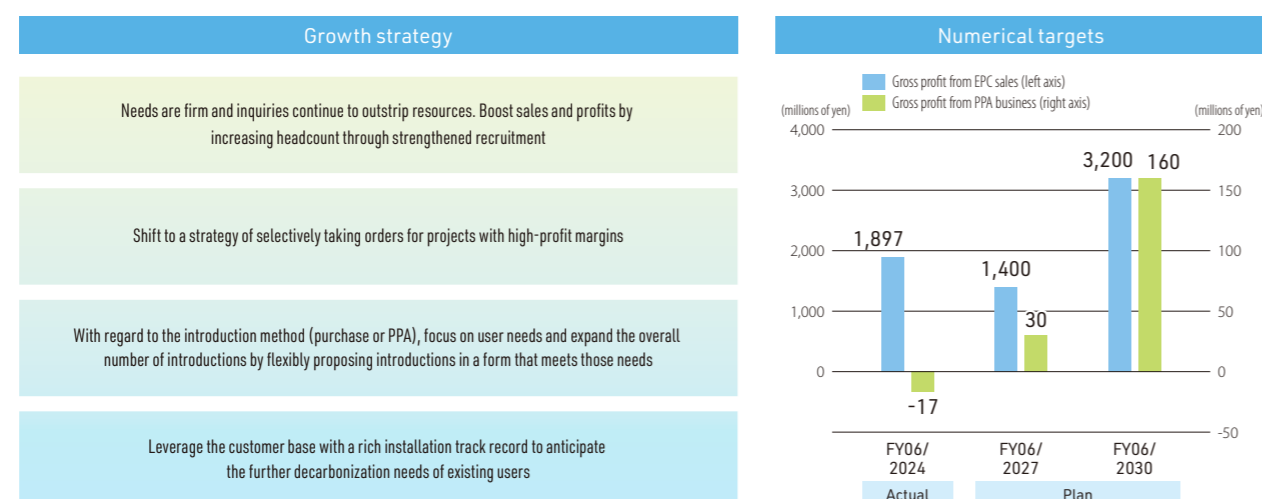 Growth strategy
Needs are firm and inquiries continue to outstrip resources. Boost sales and profits by
increasing headcount through strengthened recruitment
Shift to a strategy of selectively taking orders for projects with high-profit margins
With regard to the introduction method (purchase or PPA), focus on user needs and expand the overall
number of introductions by flexibly proposing introductions in a form that meets those needs
Leverage the customer base with a rich installation track record to anticipate
the further decarbonization needs of existing users
Numerical targets
Gross profit from EPC sales (left axis)
Gross profit from PPA business (right axis)
(millions of yen)
(millions of yen)
4,000
200
3,200 160
3,000
150
1,897
2,000
100
1,400
1,000
50
30
0
0
-17
-50
FY06/
2024
FY06/
2027
FY06/
2030
Actual
Plan